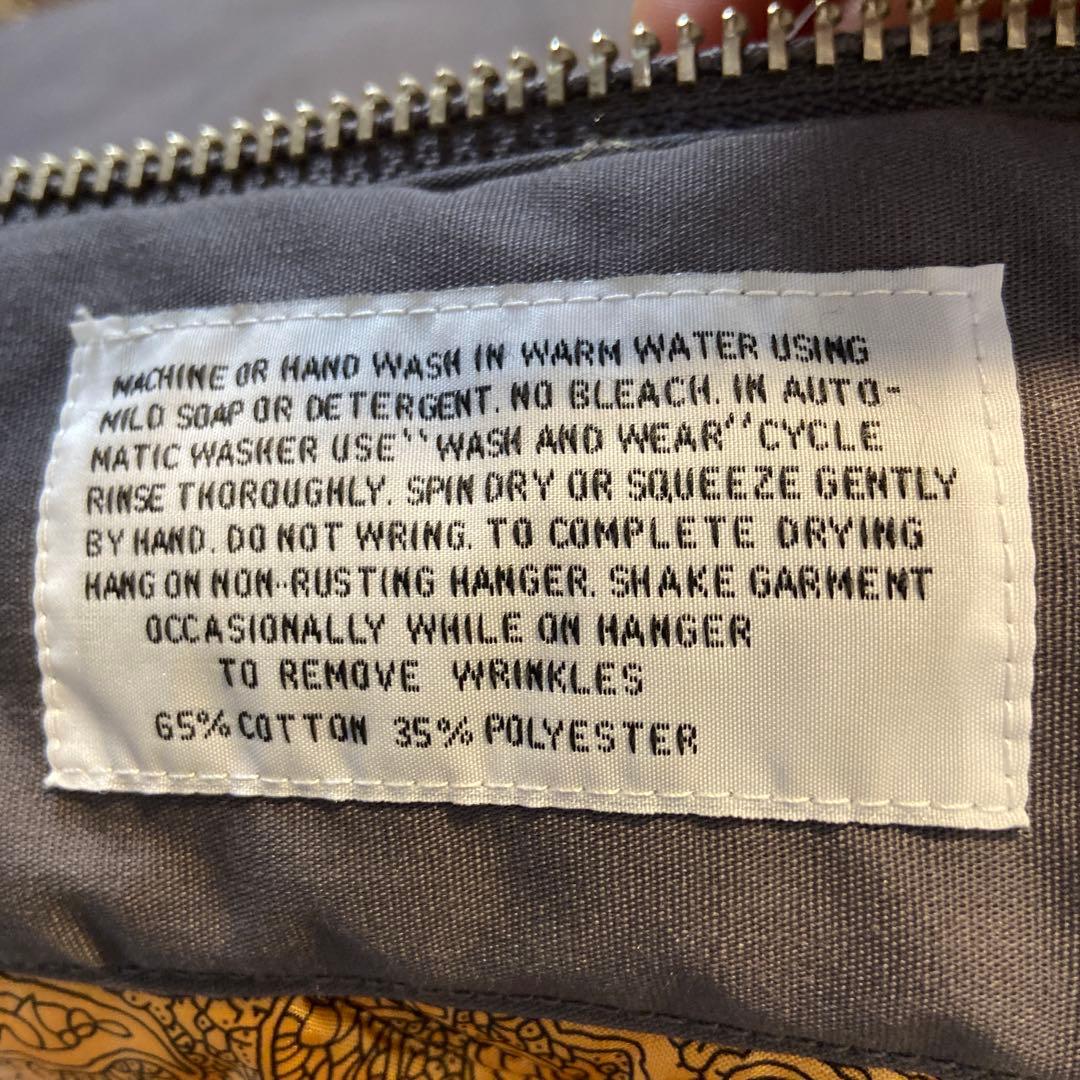 MACHINE OR HAND WASH IN WARM WATER USING
MILD SOAP OR DETERGENT. NO BLEACH. IN AUTO-
MATIC WASHER USE "WASH AND WEAR" CYCLE
RINSE THOROUGHLY. SPIN DRY OR SQUEEZE GENTLY
BY HAND. DO NOT WRING. TO COMPLETE DRYING
HANG ON NON-RUSTING HANGER. SHAKE GARMENT
OCCASIONALLY WHILE ON HANGER
TO REMOVE WRINKLES
65% COTTON 35% POLYESTER